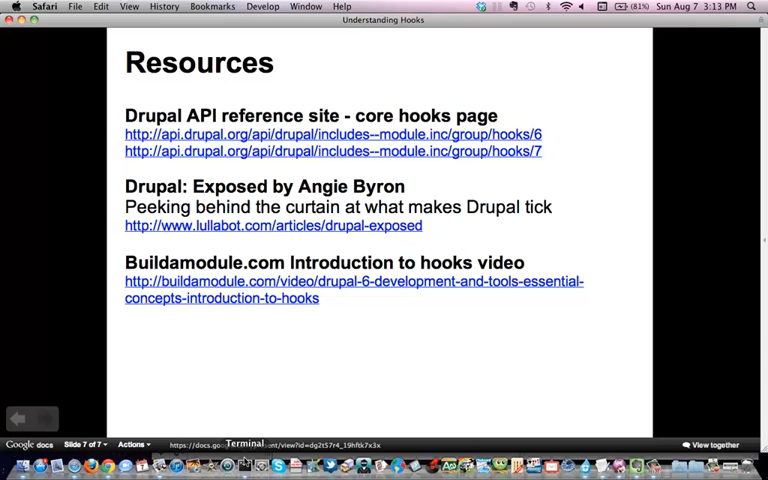 Safari File Edit View History Bookmarks Develop Window Help (81%) Sun Aug 7 3:13 PM
Understanding Hooks
Resources
Drupal API reference site - core hooks page
http://api.drupal.org/api/drupal/includes--module.inc/group/hooks/6
http://api.drupal.org/api/drupal/includes--module.inc/group/hooks/7
Drupal: Exposed by Angie Byron
Peeking behind the curtain at what makes Drupal tick
http://www.lullabot.com/articles/drupal-exposed
Buildamodule.com Introduction to hooks video
http://buildamodule.com/video/drupal-6-development-and-tools-essential-
concepts-introduction-to-hooks
Terminal
Google docs Slide 7 of 7 Actions View together